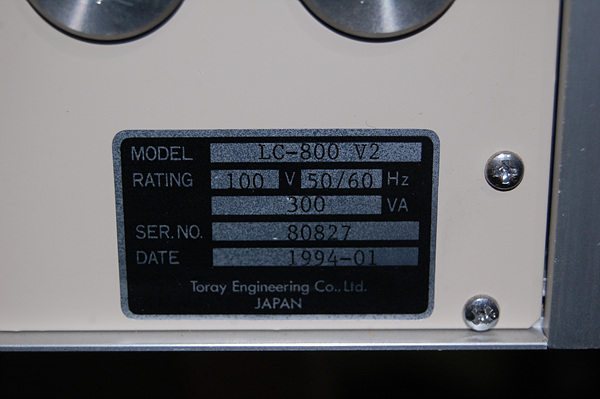 MODEL LC-800 V2
RATING 100 V 50/60 Hz
300 VA
SER.NO. 80827
DATE 1994-01
Toray Engineering Co., Ltd.
JAPAN